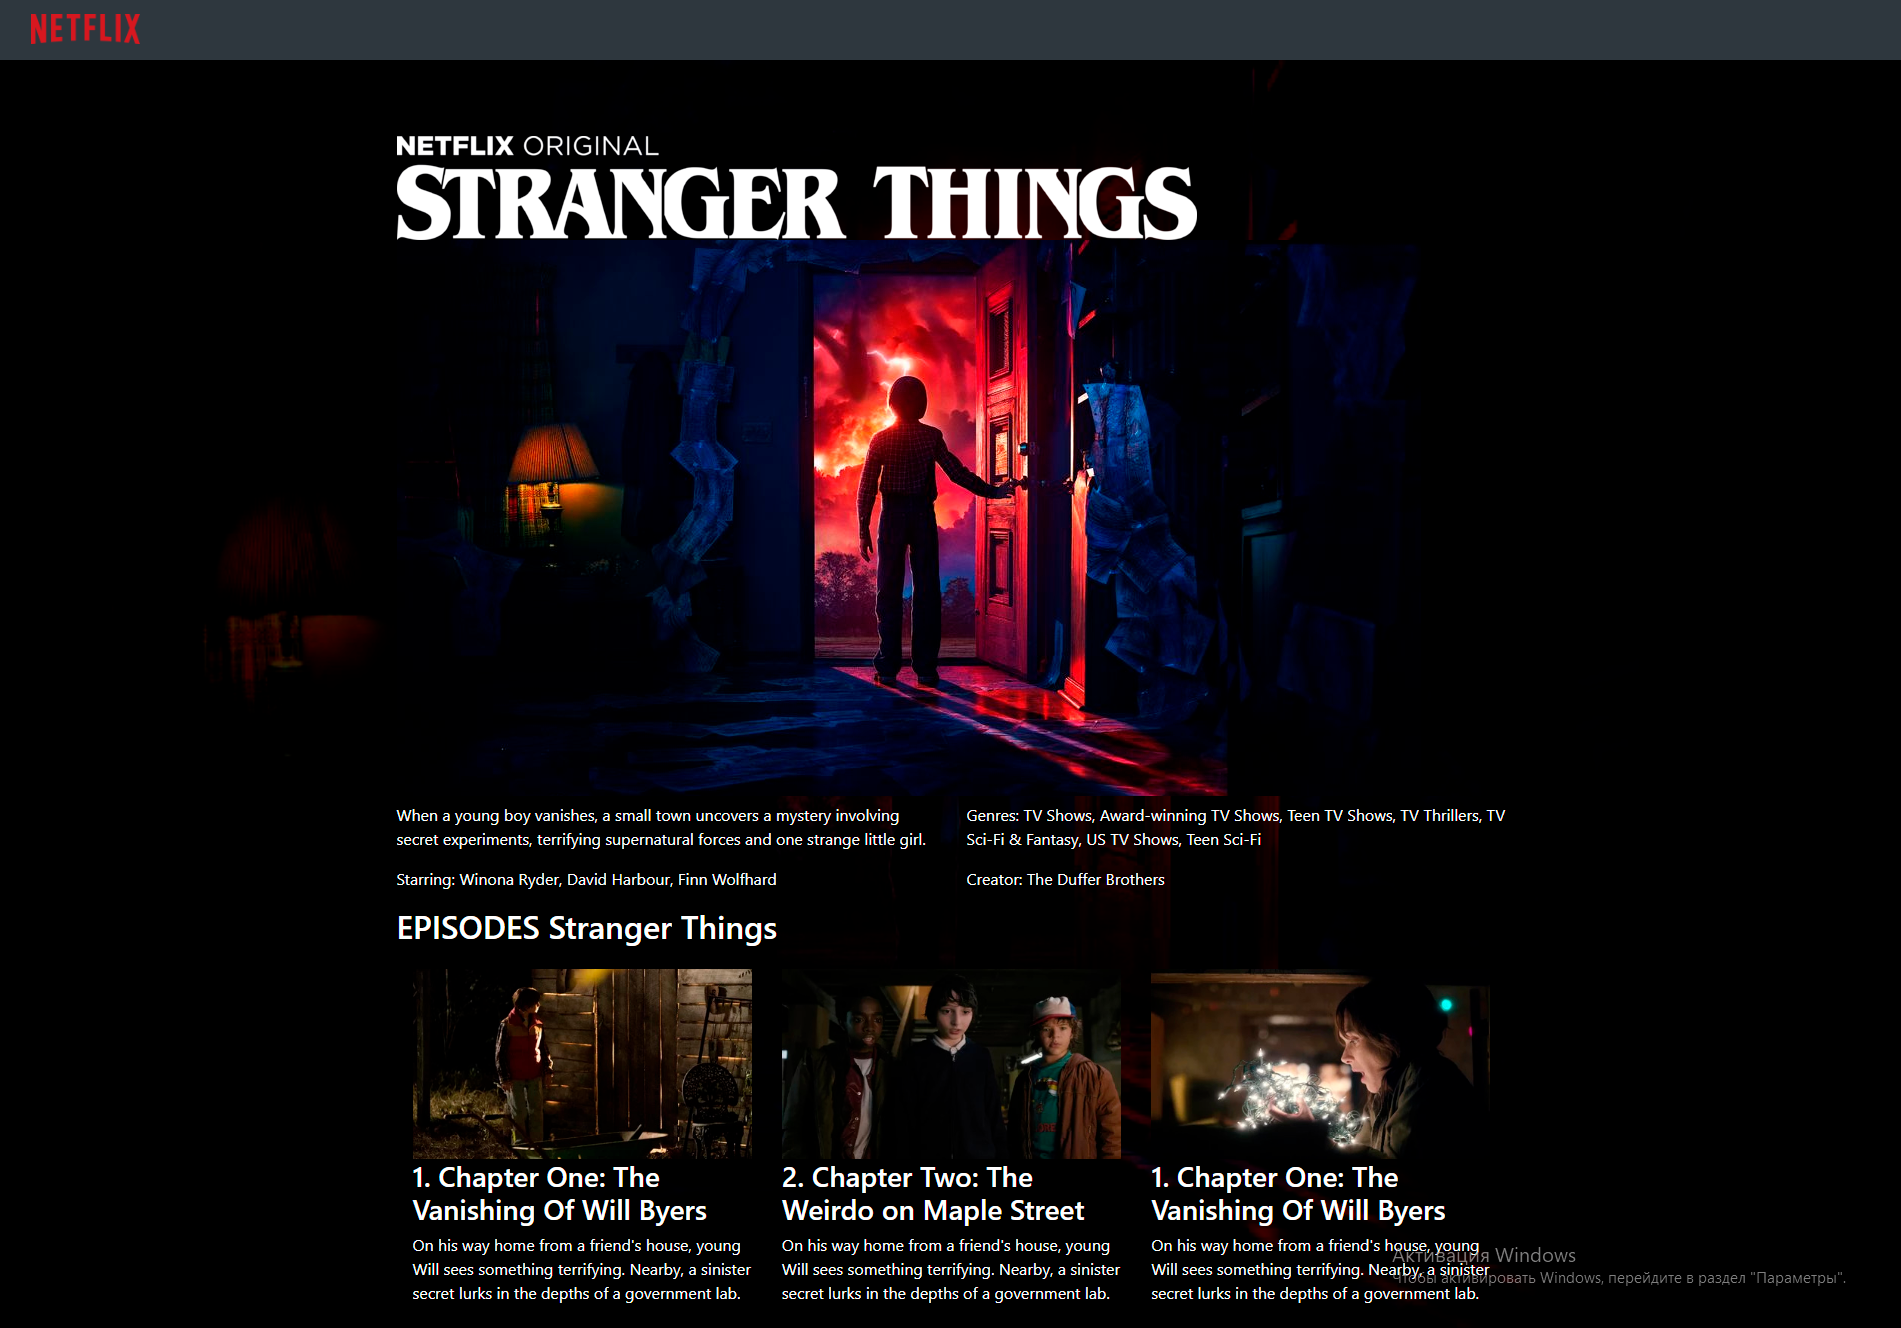 NETFLIX
NETFLIX ORIGINAL
STRANGER THINGS
When a young boy vanishes, a small town uncovers a mystery involving
secret experiments, terrifying supernatural forces and one strange little girl.
Starring: Winona Ryder, David Harbour, Finn Wolfhard
Genres: TV Shows, Award-winning TV Shows, Teen TV Shows, TV Thrillers, TV
Sci-Fi & Fantasy, US TV Shows, Teen Sci-Fi
Creator: The Duffer Brothers
EPISODES Stranger Things
1. Chapter One: The
Vanishing Of Will Byers
On his way home from a friend's house, young
Will sees something terrifying. Nearby, a sinister
secret lurks in the depths of a government lab.
2. Chapter Two: The
Weirdo on Maple Street
On his way home from a friend's house, young
Will sees something terrifying. Nearby, a sinister
secret lurks in the depths of a government lab.
1. Chapter One: The
Vanishing Of Will Byers
On his way home from a friend's house, young
Will sees something terrifying. Nearby, a sinister
secret lurks in the depths of a government lab.
Активация Windows
Чтобы активировать Windows, перейдите в раздел "Параметры".